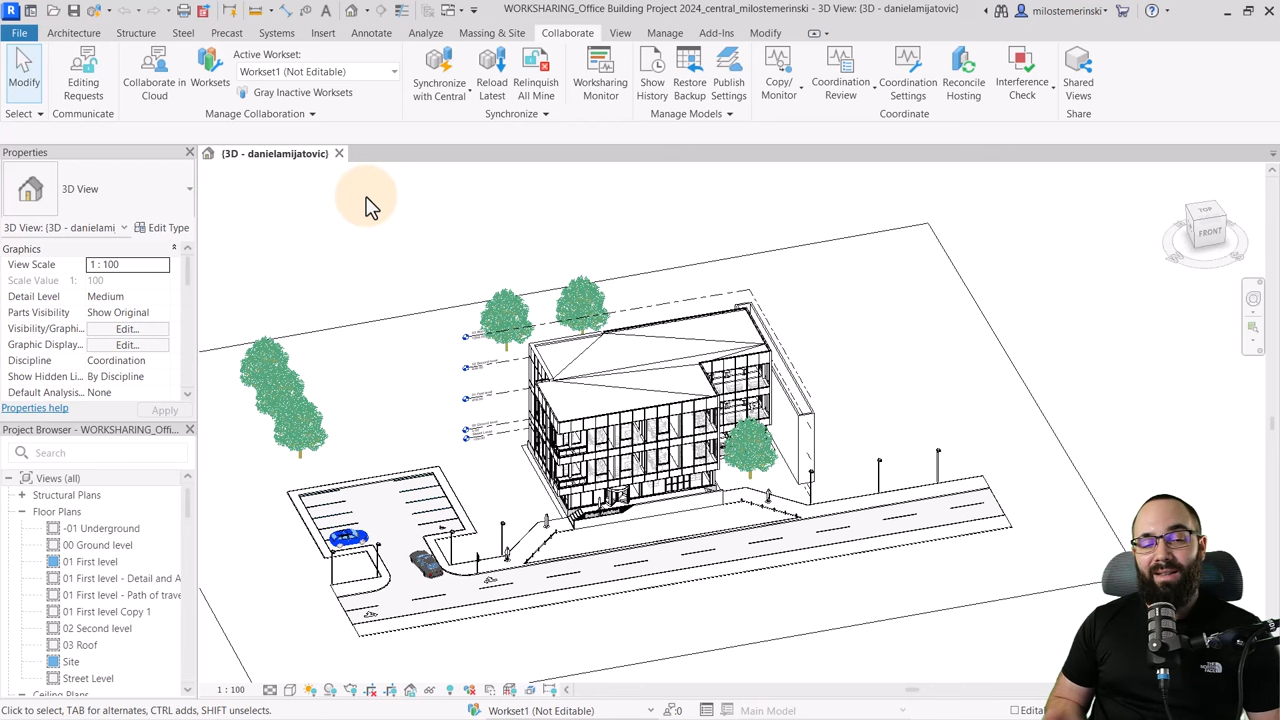 WORKSHARING_Office Building Project 2024_central_milostemerinski - 3D View: {3D - danielamijatovic}
milostemerinski
File Architecture Structure Steel Precast Systems Insert Annotate Analyze Massing & Site Collaborate View Manage Add-Ins Modify
Modify
Select
Editing
Requests
Communicate
Collaborate in
Cloud
Worksets
Active Workset:
Workset1 (Not Editable)
Gray Inactive Worksets
Manage Collaboration
Synchronize
with Central
Reload
Latest
Relinquish
All Mine
Synchronize
Worksharing
Monitor
Show
History
Restore
Backup
Publish
Settings
Manage Models
Copy/
Monitor
Coordination
Review
Coordination
Settings
Reconcile
Hosting
Interference
Check
Coordinate
Shared
Views
Share
Properties
{3D - danielamijatovic}
3D View
3D View: {3D - danielami
Edit Type
Graphics
View Scale 1 : 100
Scale Value 1: 100
Detail Level Medium
Parts Visibility Show Original
Visibility/Graphi... Edit...
Graphic Display... Edit...
Discipline Coordination
Show Hidden Li... By Discipline
Default Analysis... None
Properties help
Apply
Project Browser - WORKSHARING_Offi...
Search
Views (all)
Structural Plans
Floor Plans
-01 Underground
00 Ground level
01 First level
01 First level - Detail and A
01 First level - Path of trave
01 First level Copy 1
02 Second level
03 Roof
Site
Street Level
Ceiling Plans
TOP
FRONT
1 : 100
Click to select, TAB for alternates, CTRL adds, SHIFT unselects.
Workset1 (Not Editable)
:0
Main Model
Edital
THE
NORTH
FACE